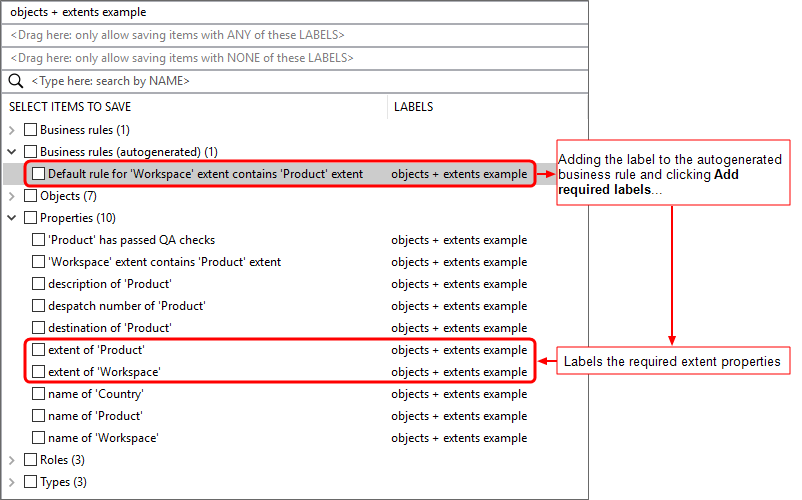 objects + extents example
<Drag here: only allow saving items with ANY of these LABELS>
<Drag here: only allow saving items with NONE of these LABELS>
<Type here: search by NAME>
SELECT ITEMS TO SAVE LABELS
Business rules (1)
Business rules (autogenerated) (1)
Default rule for 'Workspace' extent contains 'Product' extent objects + extents example
Objects (7)
Properties (10)
'Product' has passed QA checks objects + extents example
'Workspace' extent contains 'Product' extent objects + extents example
description of 'Product' objects + extents example
despatch number of 'Product' objects + extents example
destination of 'Product' objects + extents example
extent of 'Product' objects + extents example
extent of 'Workspace' objects + extents example
name of 'Country' objects + extents example
name of 'Product' objects + extents example
name of 'Workspace' objects + extents example
Roles (3)
Types (3)
Adding the label to the autogenerated
business rule and clicking Add
required labels...
Labels the required extent properties